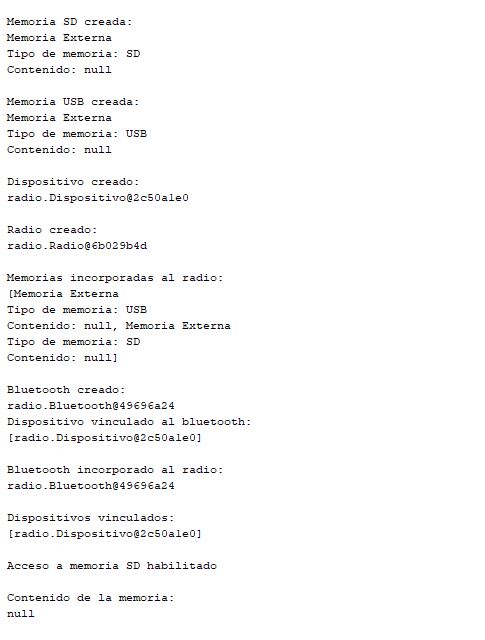 Memoria SD creada:
Memoria Externa
Tipo de memoria: SD
Contenido: null

Memoria USB creada:
Memoria Externa
Tipo de memoria: USB
Contenido: null

Dispositivo creado:
radio.Dispositivo@2c50a1e0

Radio creado:
radio.Radio@6b029b4d

Memorias incorporadas al radio:
[Memoria Externa
Tipo de memoria: USB
Contenido: null, Memoria Externa
Tipo de memoria: SD
Contenido: null]

Bluetooth creado:
radio.Bluetooth@49696a24
Dispositivo vinculado al bluetooth:
[radio.Dispositivo@2c50a1e0]

Bluetooth incorporado al radio:
radio.Bluetooth@49696a24

Dispositivos vinculados:
[radio.Dispositivo@2c50a1e0]

Acceso a memoria SD habilitado

Contenido de la memoria:
null